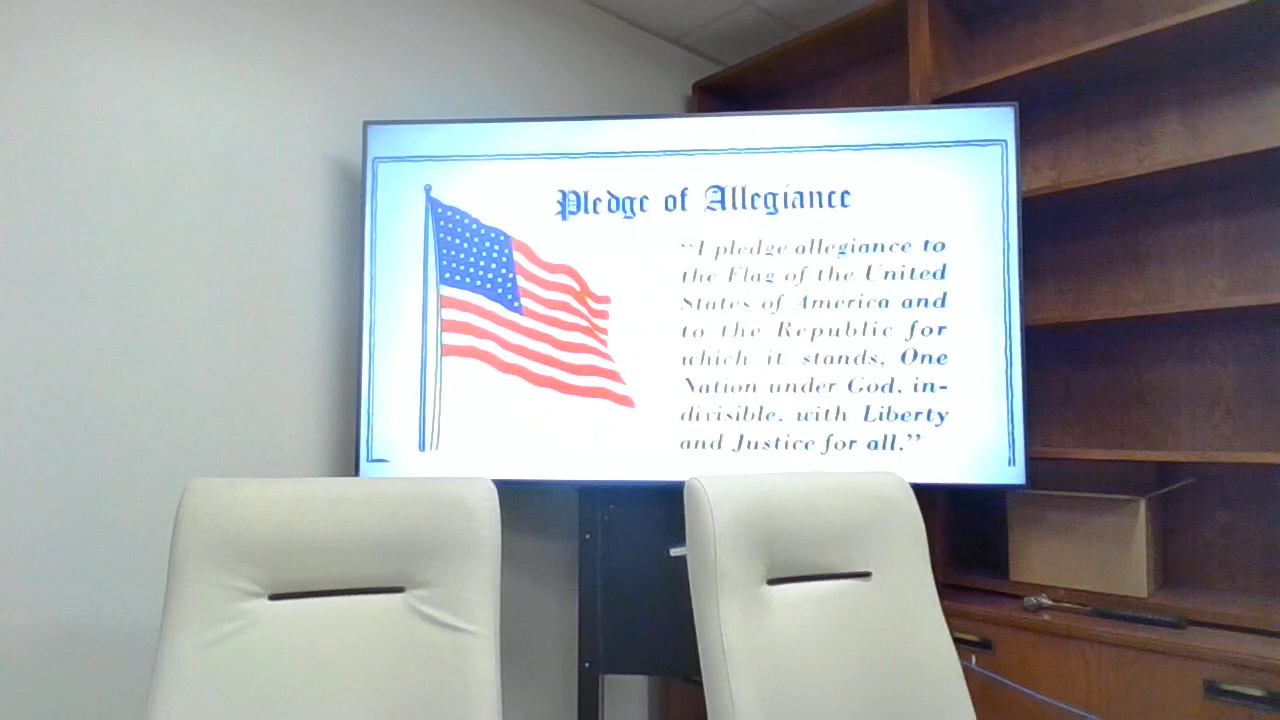 Pledge of Allegiance
“I pledge allegiance to
the Flag of the United
States of America and
to the Republic for
which it stands, One
Nation under God, in-
divisible, with Liberty
and Justice for all.”